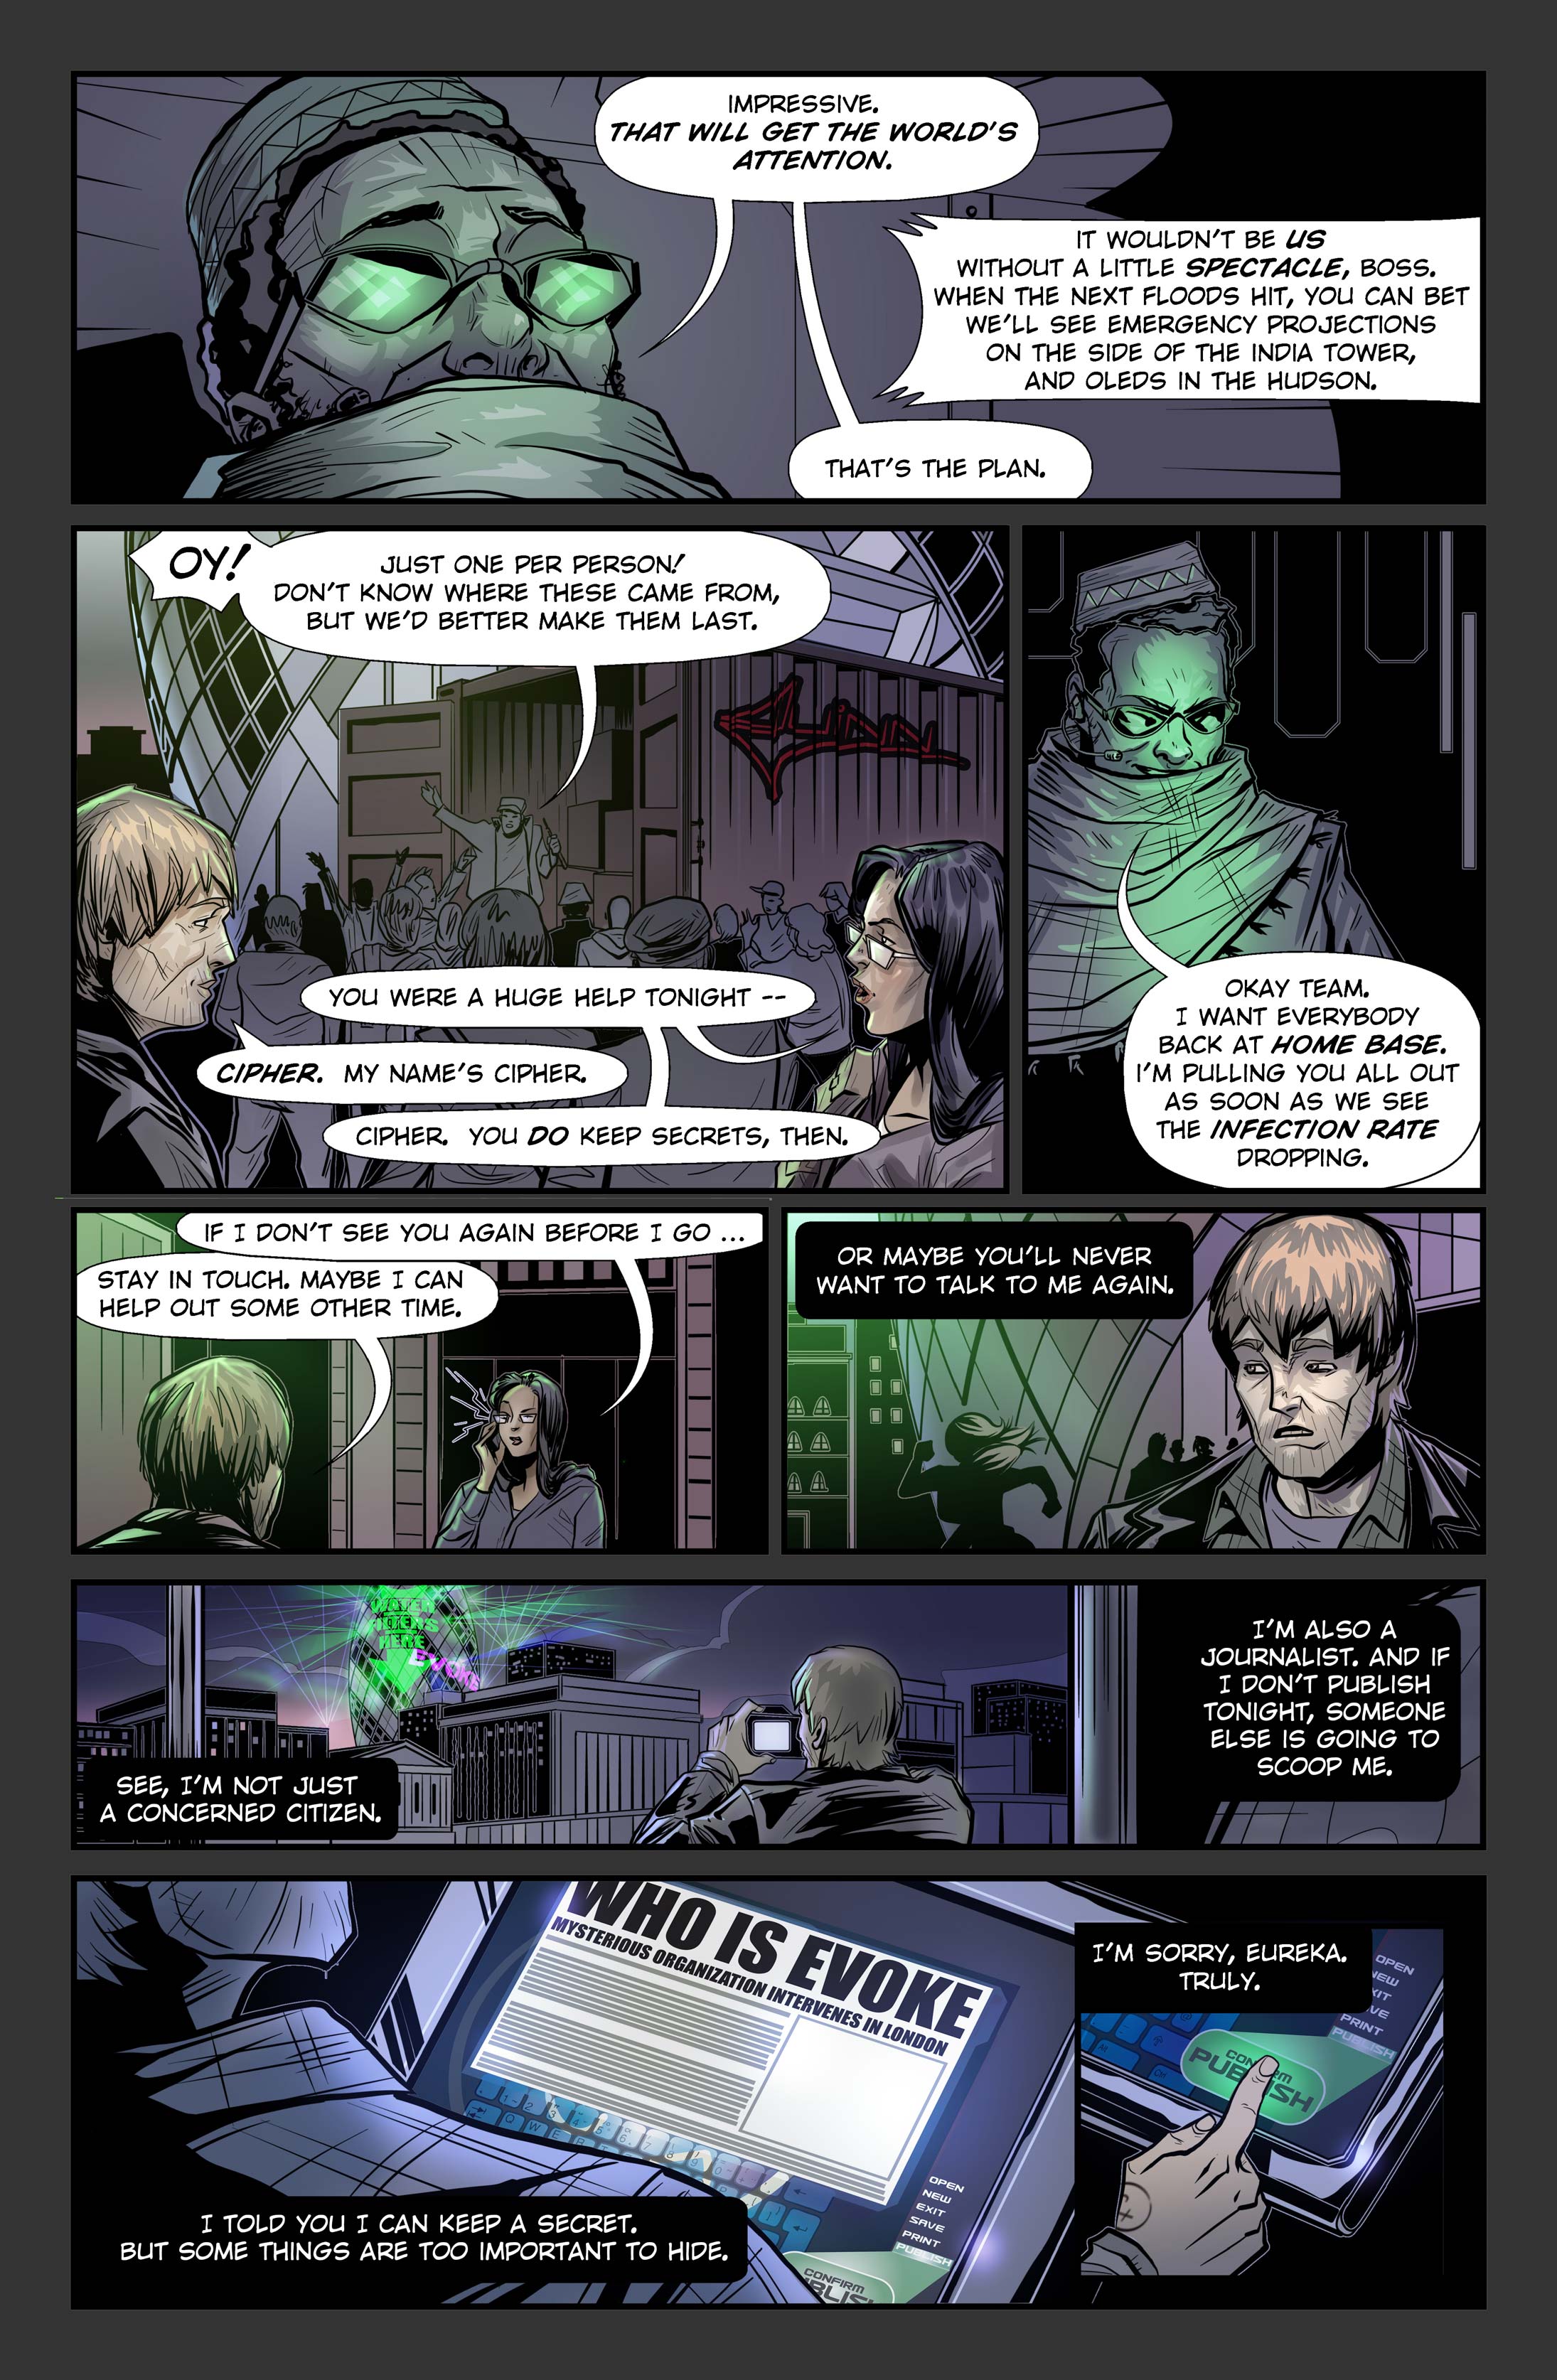 IMPRESSIVE.
THAT WILL GET THE WORLD'S
ATTENTION.
IT WOULDN'T BE US
WITHOUT A LITTLE SPECTACLE, BOSS.
WHEN THE NEXT FLOODS HIT, YOU CAN BET
WE'LL SEE EMERGENCY PROJECTIONS
ON THE SIDE OF THE INDIA TOWER,
AND OLEDS IN THE HUDSON.
THAT'S THE PLAN.
OY!
JUST ONE PER PERSON!
DON'T KNOW WHERE THESE CAME FROM,
BUT WE'D BETTER MAKE THEM LAST.
YOU WERE A HUGE HELP TONIGHT --
CIPHER. MY NAME'S CIPHER.
CIPHER. YOU DO KEEP SECRETS, THEN.
OKAY TEAM.
I WANT EVERYBODY
BACK AT HOME BASE.
I'M PULLING YOU ALL OUT
AS SOON AS WE SEE
THE INFECTION RATE
DROPPING.
IF I DON'T SEE YOU AGAIN BEFORE I GO ...
STAY IN TOUCH. MAYBE I CAN
HELP OUT SOME OTHER TIME.
OR MAYBE YOU'LL NEVER
WANT TO TALK TO ME AGAIN.
WATER
FILTERS
HERE
EVOKE
SEE, I'M NOT JUST
A CONCERNED CITIZEN.
I'M ALSO A
JOURNALIST. AND IF
I DON'T PUBLISH
TONIGHT, SOMEONE
ELSE IS GOING TO
SCOOP ME.
WHO IS EVOKE
MYSTERIOUS ORGANIZATION INTERVENES IN LONDON
OPEN
NEW
EXIT
SAVE
PRINT
PUBLISH
CONFIRM
I TOLD YOU I CAN KEEP A SECRET.
BUT SOME THINGS ARE TOO IMPORTANT TO HIDE.
I'M SORRY, EUREKA.
TRULY.
OPEN
NEW
PRINT
PUBLISH